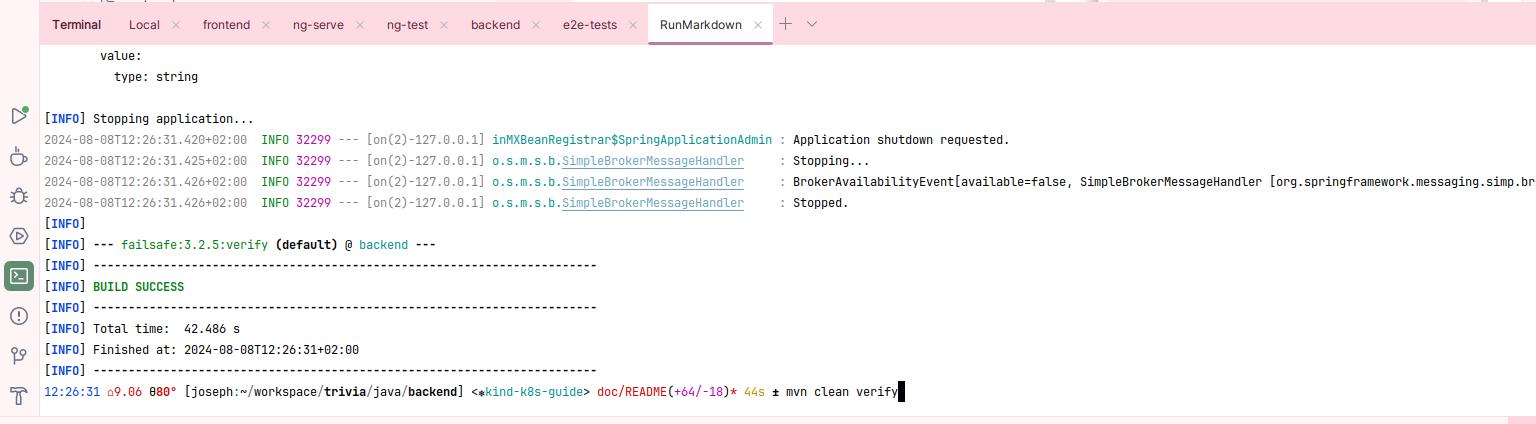 Terminal Local × frontend × ng-serve × ng-test × backend × e2e-tests × RunMarkdown ×
value:
type: string
[INFO] Stopping application...
2024-08-08T12:26:31.420+02:00  INFO 32299 --- [on(2)-127.0.0.1] inMXBeanRegistrar$SpringApplicationAdmin : Application shutdown requested.
2024-08-08T12:26:31.425+02:00  INFO 32299 --- [on(2)-127.0.0.1] o.s.m.s.b.SimpleBrokerMessageHandler     : Stopping...
2024-08-08T12:26:31.426+02:00  INFO 32299 --- [on(2)-127.0.0.1] o.s.m.s.b.SimpleBrokerMessageHandler     : BrokerAvailabilityEvent[available=false, SimpleBrokerMessageHandler [org.springframework.messaging.simp.br
2024-08-08T12:26:31.426+02:00  INFO 32299 --- [on(2)-127.0.0.1] o.s.m.s.b.SimpleBrokerMessageHandler     : Stopped.
[INFO]
[INFO] --- failsafe:3.2.5:verify (default) @ backend ---
[INFO] ------------------------------------------------------------------------
[INFO] BUILD SUCCESS
[INFO] ------------------------------------------------------------------------
[INFO] Total time:  42.486 s
[INFO] Finished at: 2024-08-08T12:26:31+02:00
[INFO] ------------------------------------------------------------------------
12:26:31 ⌂9.06 θ80° [joseph:~/workspace/trivia/java/backend] <✱kind-k8s-guide> doc/README(+64/-18)* 44s ± mvn clean verify